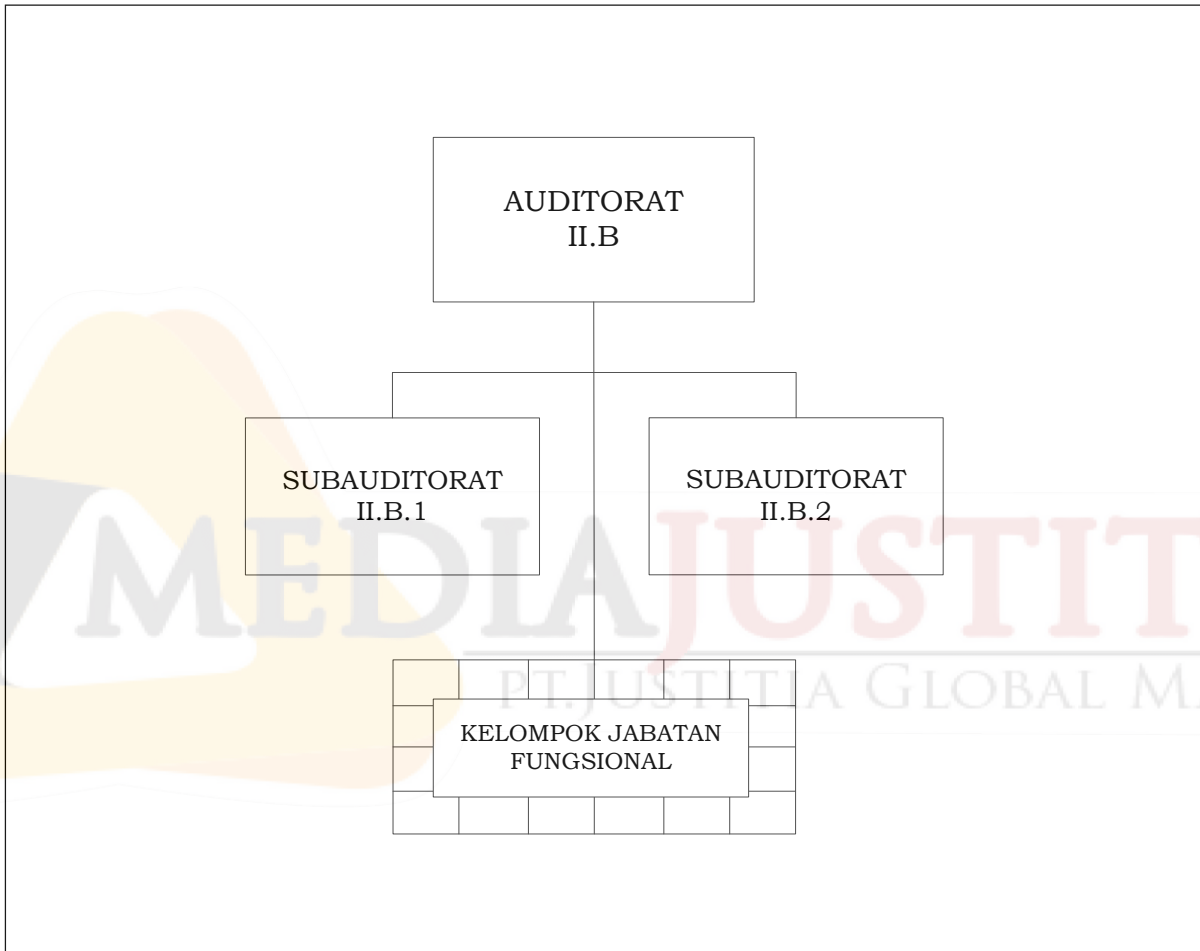 AUDITORAT
II.B
SUBAUDITORAT
II.B.1
SUBAUDITORAT
II.B.2
MEDIAJUSTIT
PT.JUSTITIA GLOBAL M
KELOMPOK JABATAN
FUNGSIONAL